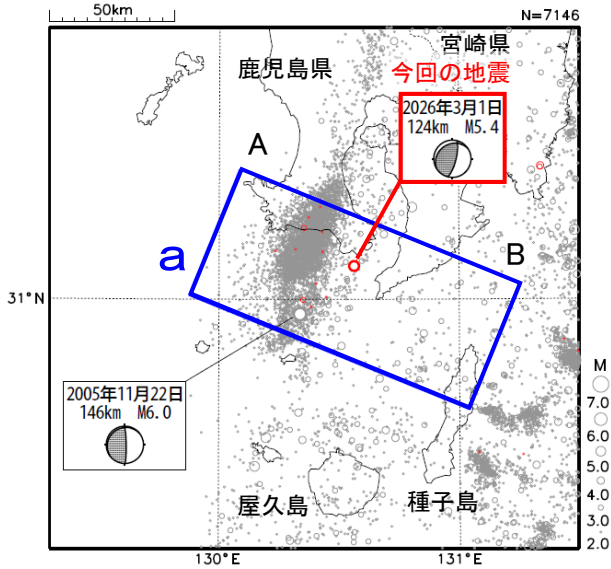 50km
N=7146
宮崎県
鹿児島県
今回の地震
2026年3月1日
124km M5.4
A
a
B
31°N
2005年11月22日
146km M6.0
M
7.0
6.0
5.0
4.0
3.0
2.0
屋久島
種子島
130°E
131°E